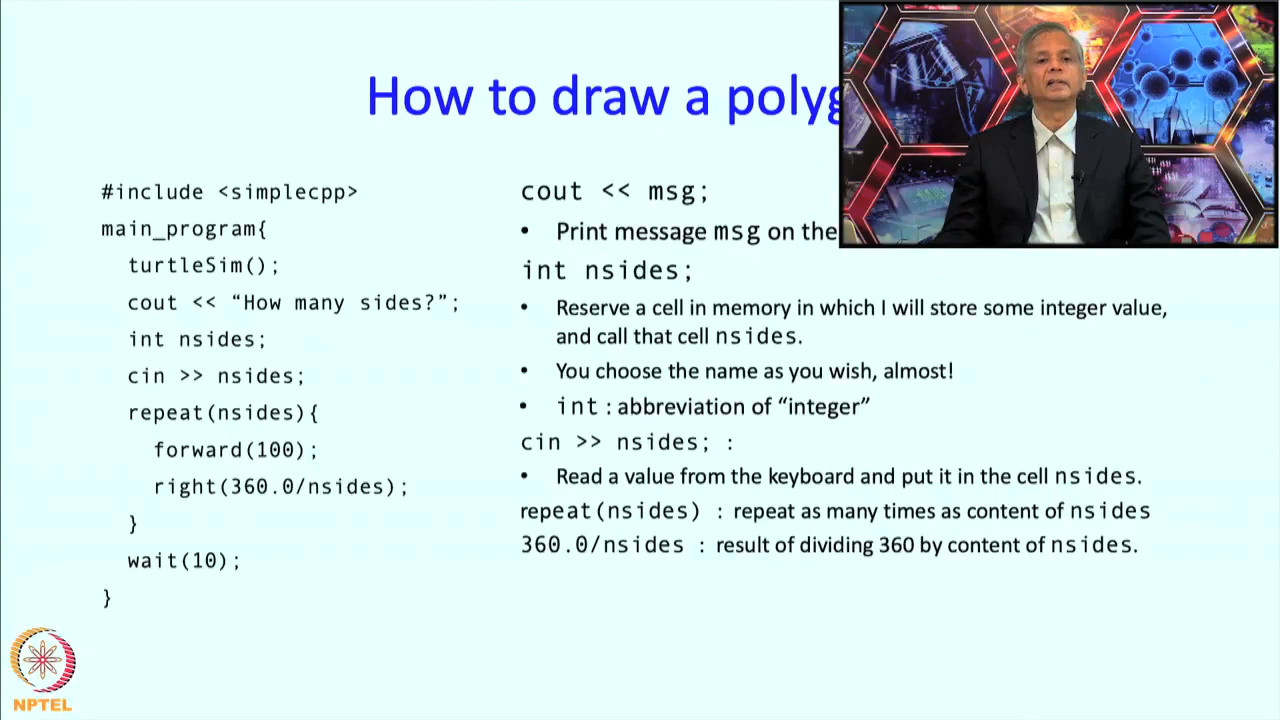 How to draw a polyg
#include <simplecpp>
main_program{
turtleSim();
cout << “How many sides?”;
int nsides;
cin >> nsides;
repeat(nsides){
forward(100);
right(360.0/nsides);
}
wait(10);
}
cout << msg;
• Print message msg on the
int nsides;
• Reserve a cell in memory in which I will store some integer value,
and call that cell nsides.
• You choose the name as you wish, almost!
• int : abbreviation of “integer”
cin >> nsides; :
• Read a value from the keyboard and put it in the cell nsides.
repeat(nsides) : repeat as many times as content of nsides
360.0/nsides : result of dividing 360 by content of nsides.
NPTEL